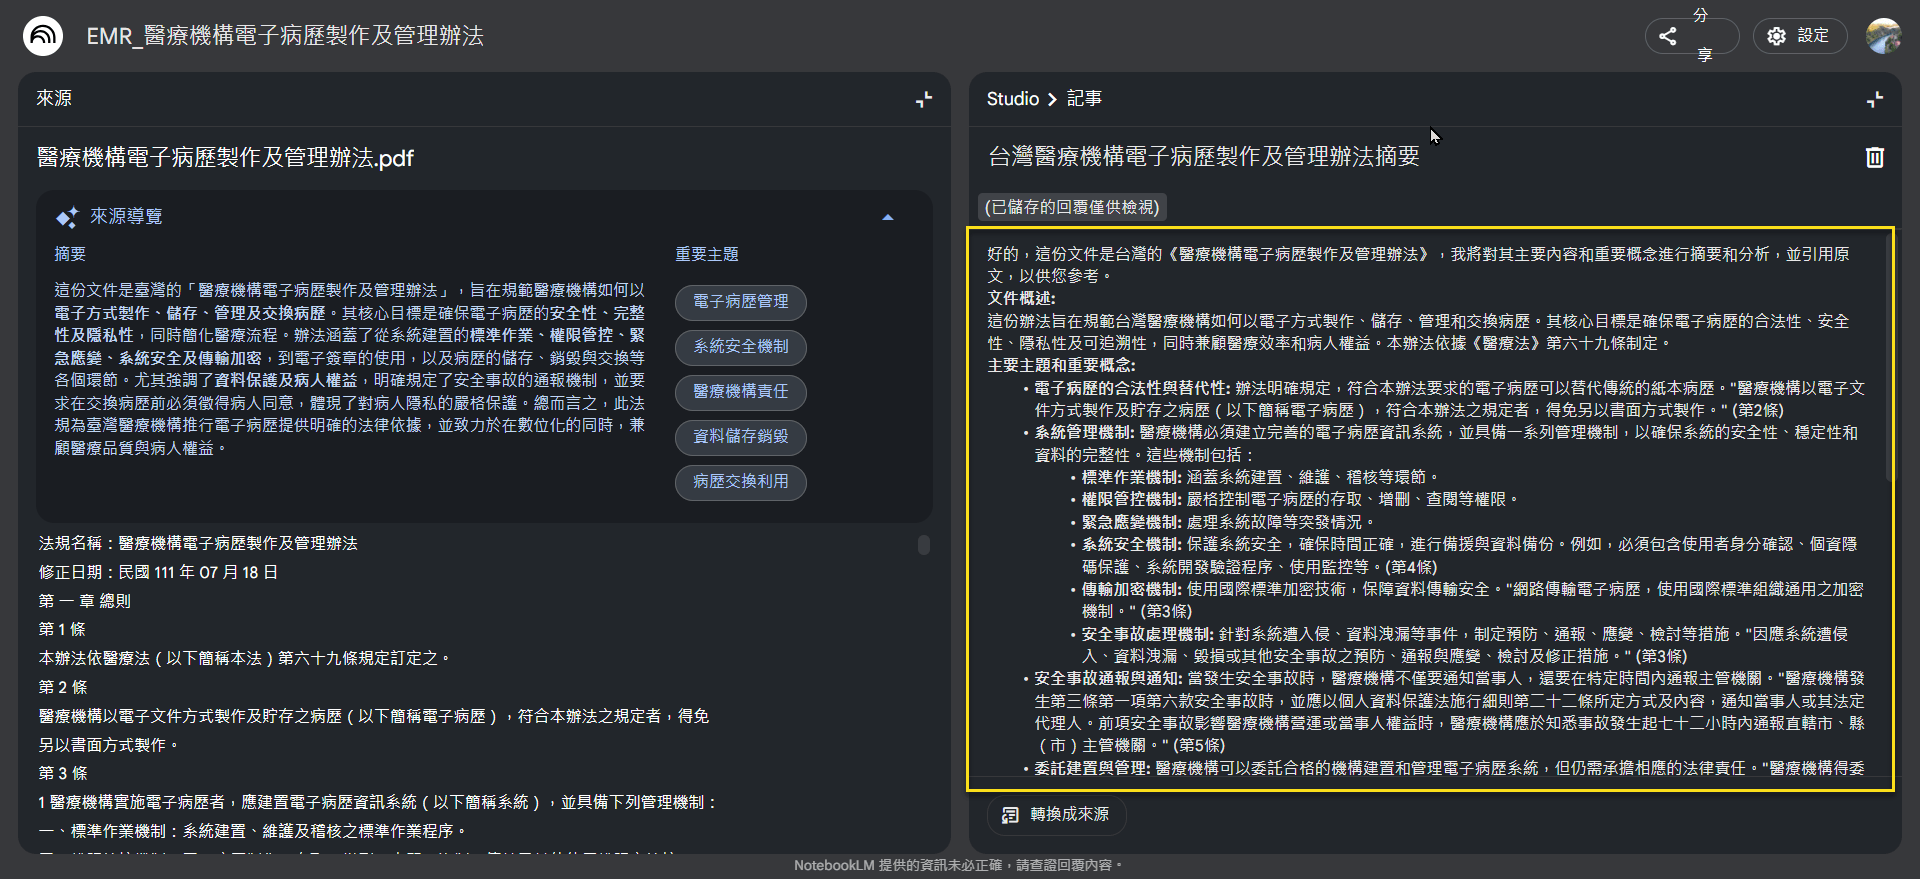 EMR_醫療機構電子病歷製作及管理辦法
分享
設定
來源
醫療機構電子病歷製作及管理辦法.pdf
來源導覽
摘要
這份文件是臺灣的「醫療機構電子病歷製作及管理辦法」，旨在規範醫療機構如何以
電子方式製作、儲存、管理及交換病歷。其核心目標是確保電子病歷的安全性、完整
性及隱私性，同時簡化醫療流程。辦法涵蓋了從系統建置的標準作業、權限管控、緊
急應變、系統安全及傳輸加密，到電子簽章的使用，以及病歷的儲存、銷毀與交換等
各個環節。尤其強調了資料保護及病人權益，明確規定了安全事故的通報機制，並要
求在交換病歷前必須徵得病人同意，體現了對病人隱私的嚴格保護。總而言之，此法
規為臺灣醫療機構推行電子病歷提供明確的法律依據，並致力於在數位化的同時，兼
顧醫療品質與病人權益。
重要主題
電子病歷管理
系統安全機制
醫療機構責任
資料儲存銷毀
病歷交換利用
法規名稱：醫療機構電子病歷製作及管理辦法
修正日期：民國 111 年 07 月 18 日
第 一 章 總則
第 1 條
本辦法依醫療法（以下簡稱本法）第六十九條規定訂定之。
第 2 條
醫療機構以電子文件方式製作及貯存之病歷（以下簡稱電子病歷），符合本辦法之規定者，得免
另以書面方式製作。
第 3 條
1 醫療機構實施電子病歷者，應建置電子病歷資訊系統（以下簡稱系統），並具備下列管理機制：
一、標準作業機制：系統建置、維護及稽核之標準作業程序。
Studio > 記事
台灣醫療機構電子病歷製作及管理辦法摘要
(已儲存的回覆僅供檢視)
好的，這份文件是台灣的《醫療機構電子病歷製作及管理辦法》，我將對其主要內容和重要概念進行摘要和分析，並引用原
文，以供您參考。
文件概述:
這份辦法旨在規範台灣醫療機構如何以電子方式製作、儲存、管理和交換病歷。其核心目標是確保電子病歷的合法性、安全
性、隱私性及可追溯性，同時兼顧醫療效率和病人權益。本辦法依據《醫療法》第六十九條制定。
主要主題和重要概念:
• 電子病歷的合法性與替代性: 辦法明確規定，符合本辦法要求的電子病歷可以替代傳統的紙本病歷。"醫療機構以電子文
件方式製作及貯存之病歷（以下簡稱電子病歷），符合本辦法之規定者，得免另以書面方式製作。" (第2條)
• 系統管理機制: 醫療機構必須建立完善的電子病歷資訊系統，並具備一系列管理機制，以確保系統的安全性、穩定性和
資料的完整性。這些機制包括：
• 標準作業機制: 涵蓋系統建置、維護、稽核等環節。
• 權限管控機制: 嚴格控制電子病歷的存取、增刪、查閱等權限。
• 緊急應變機制: 處理系統故障等突發情況。
• 系統安全機制: 保護系統安全，確保時間正確，進行備援與資料備份。例如，必須包含使用者身分確認、個資隱
碼保護、系統開發驗證程序、使用監控等。(第4條)
• 傳輸加密機制: 使用國際標準加密技術，保障資料傳輸安全。"網路傳輸電子病歷，使用國際標準組織通用之加密
機制。" (第3條)
• 安全事故處理機制: 針對系統遭入侵、資料洩漏等事件，制定預防、通報、應變、檢討等措施。"因應系統遭侵
入、資料洩漏、毀損或其他安全事故之預防、通報與應變、檢討及修正措施。" (第3條)
• 安全事故通報與通知: 當發生安全事故時，醫療機構不僅要通知當事人，還要在特定時間內通報主管機關。"醫療機構發
生第三條第一項第六款安全事故時，並應以個人資料保護法施行細則第二十二條所定方式及內容，通知當事人或其法定
代理人。前項安全事故影響醫療機構營運或當事人權益時，醫療機構應於知悉事故發生起七十二小時內通報直轄市、縣
（市）主管機關。" (第5條)
• 委託建置與管理: 醫療機構可以委託合格的機構建置和管理電子病歷系統，但仍需承擔相應的法律責任。"醫療機構得委
轉換成來源
NotebookLM 提供的資訊未必正確，請查證回覆內容。